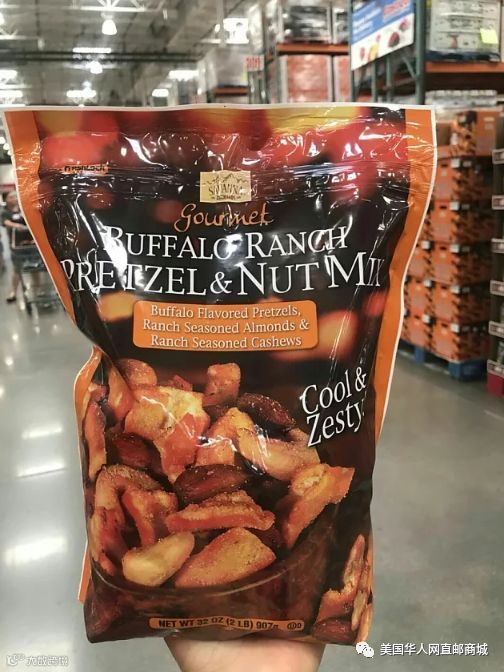 Gourmet
BUFFALO RANCH
PRETZEL & NUT MIX
Buffalo Flavored Pretzels,
Ranch Seasoned Almonds &
Ranch Seasoned Cashews
Cool &
Zesty!
NET WT 32 OZ (2 LB) 907g
美国华人网直邮商城